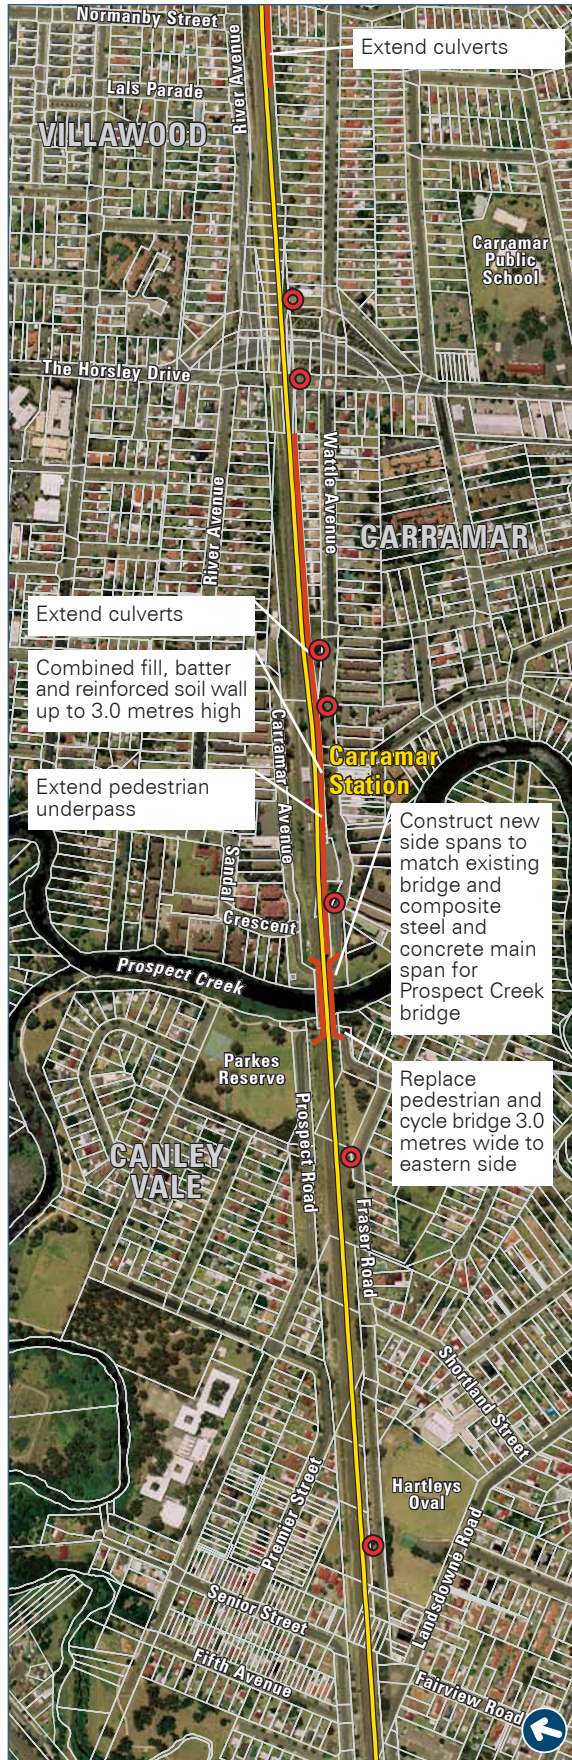 Normanby Street
River Avenue
Extend culverts
Lals Parade
VILLAWOOD
Carramar
Public
School
The Horsley Drive
Wattle Avenue
River Avenue
CARRAMAR
Extend culverts
Combined fill, batter
and reinforced soil wall
up to 3.0 metres high
Carramar Avenue
Carramar
Station
Extend pedestrian
underpass
Construct new
side spans to
match existing
bridge and
composite
steel and
concrete main
span for
Prospect Creek
bridge
Sandal Crescent
Prospect Creek
Parkes
Reserve
Replace
pedestrian and
cycle bridge 3.0
metres wide to
eastern side
Prospect Road
CANLEY
VALE
Fraser Road
Shortland Street
Hartleys
Oval
Premier Street
Landsdowne Road
Senior Street
Fifth Avenue
Fairview Road